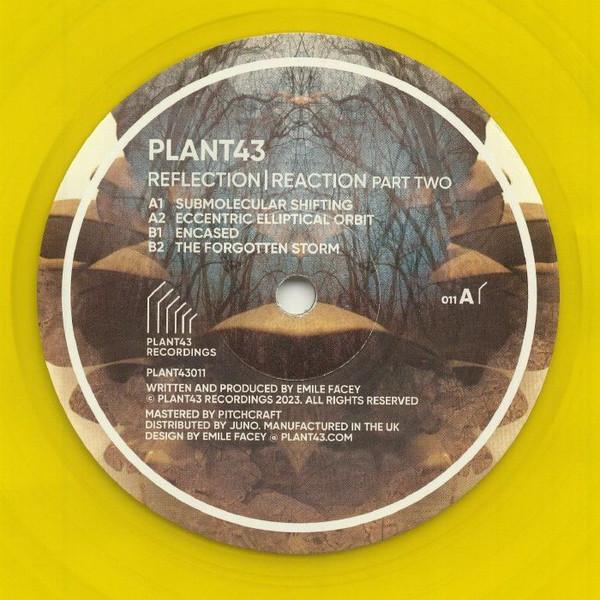 PLANT43
REFLECTION|REACTION PART TWO
A1 SUBMOLECULAR SHIFTING
A2 ECCENTRIC ELLIPTICAL ORBIT
B1 ENCASED
B2 THE FORGOTTEN STORM
011 A
PLANT43
RECORDINGS
PLANT43011
WRITTEN AND PRODUCED BY EMILE FACEY
© PLANT43 RECORDINGS 2023. ALL RIGHTS RESERVED
MASTERED BY PITCHCRAFT
DISTRIBUTED BY JUNO. MANUFACTURED IN THE UK
DESIGN BY EMILE FACEY @ PLANT43.COM